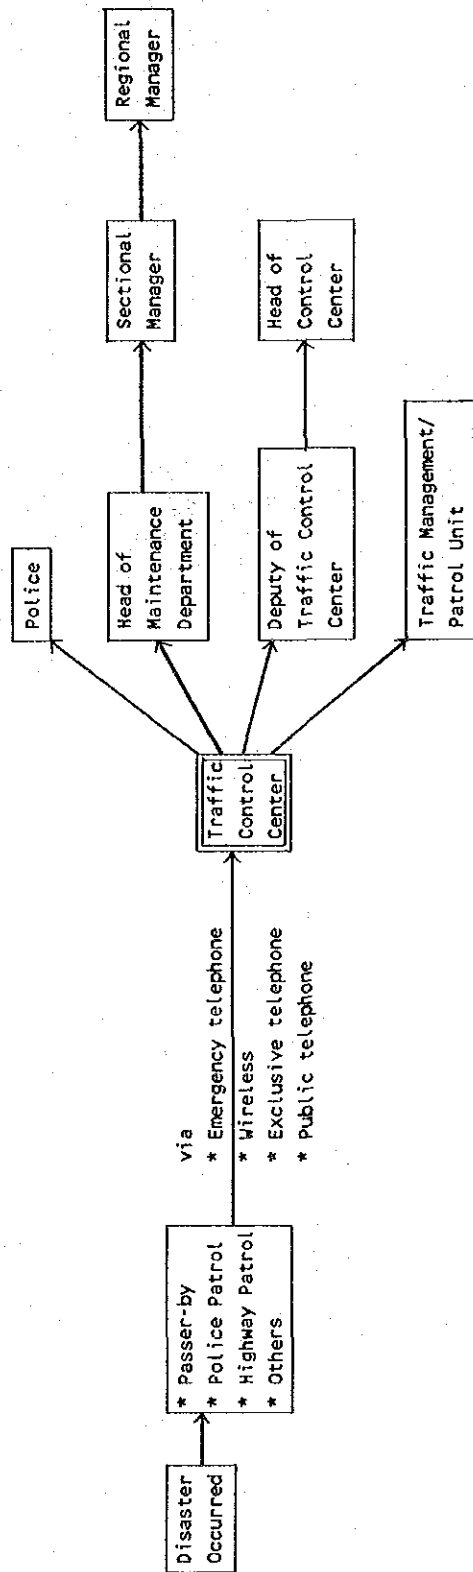 Disaster
Occurred
* Passer-by
* Police Patrol
* Highway Patrol
* Others
via
* Emergency telephone
* Wireless
* Exclusive telephone
* Public telephone
Traffic
Control
Center
Police
Head of
Maintenance
Department
Sectional
Manager
Regional
Manager
Deputy of
Traffic Control
Center
Head of
Control
Center
Traffic Management/
Patrol Unit